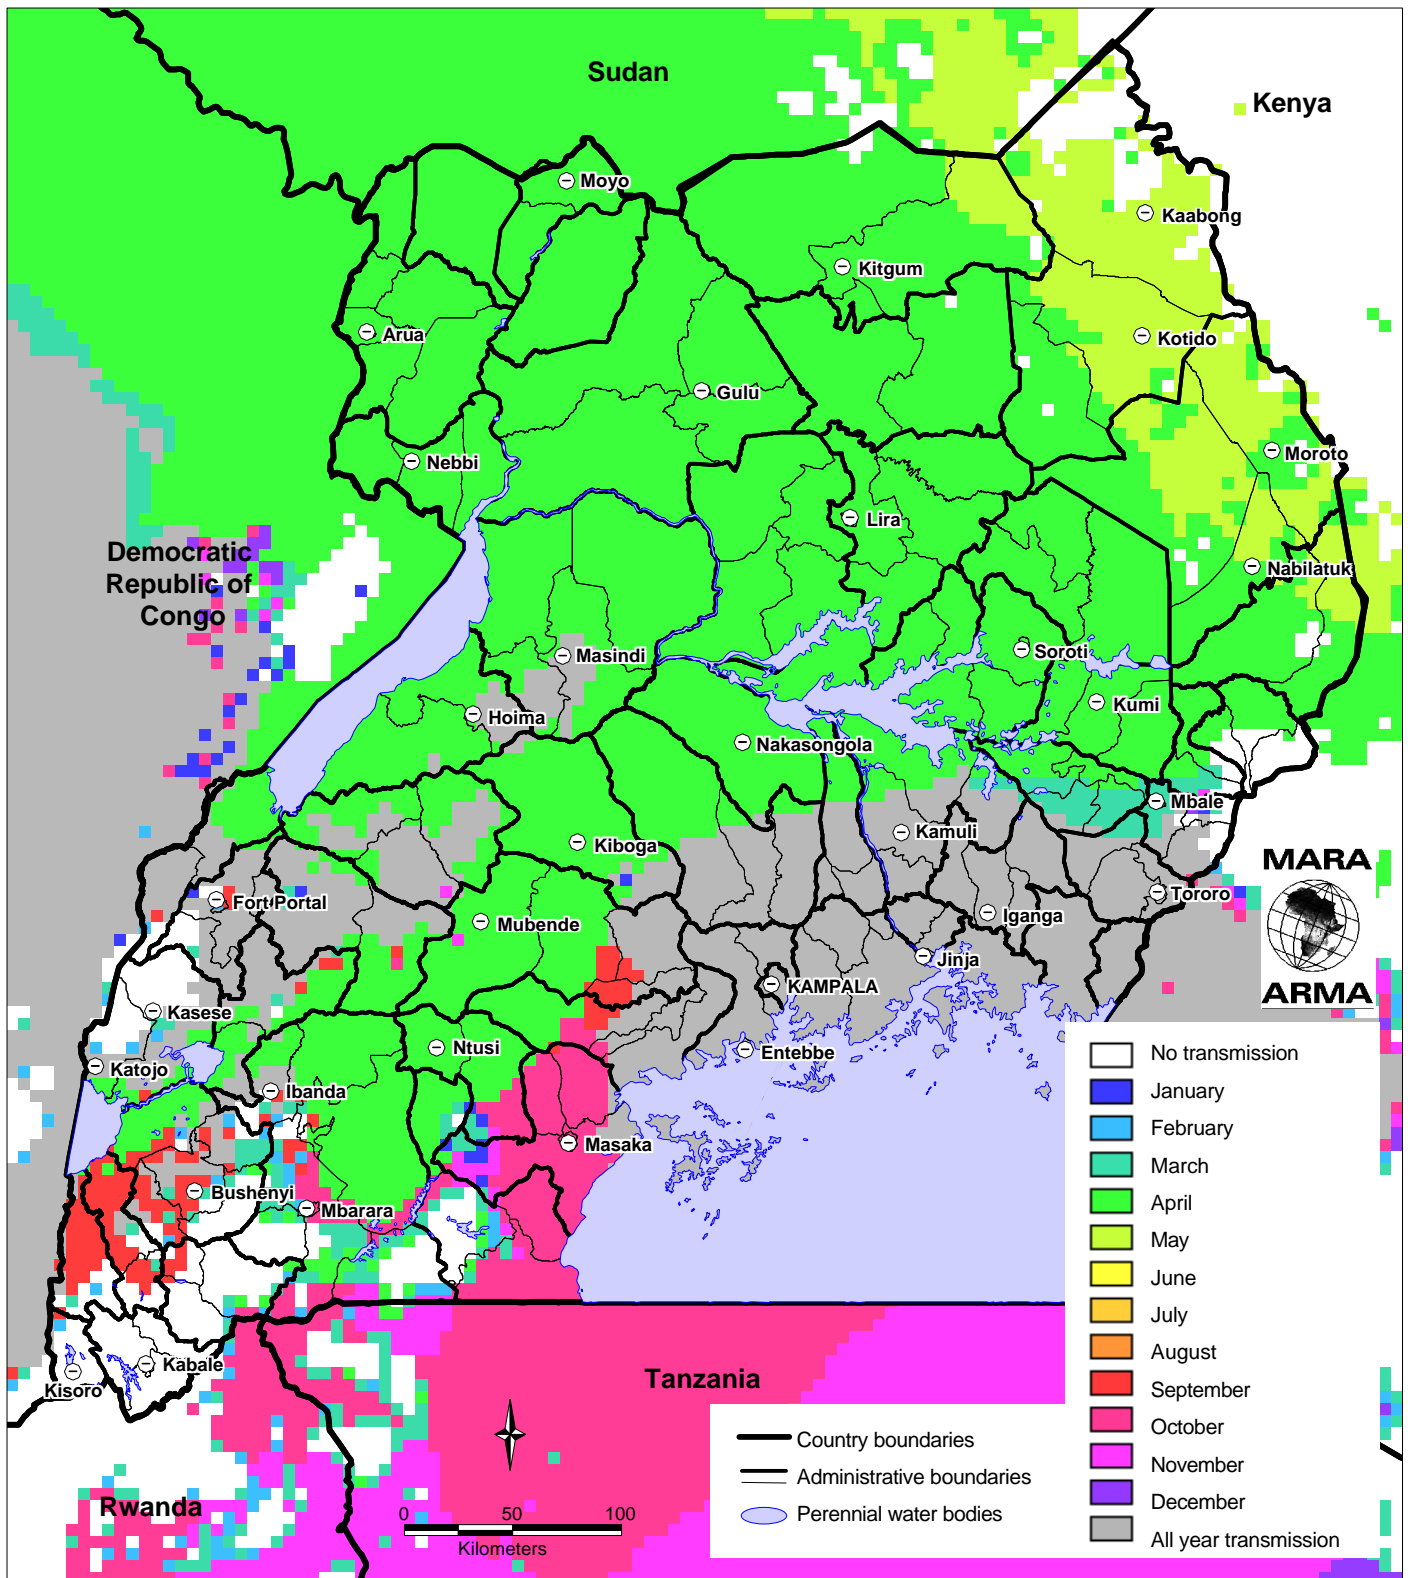 Sudan
Kenya
Moyo
Kaabong
Kitgum
Arua
Kotido
Gulu
Moroto
Nebbi
Lira
Democratic
Republic of
Congo
Nabilatuk
Masindi
Soroti
Hoima
Kumi
Nakasongola
Mbale
Kamuli
Kiboga
MARA
Fort Portal
Tororo
Mubende
Iganga
Jinja
KAMPALA
ARMA
Kasese
Ntusi
Entebbe
Katojo
Ibanda
Masaka
Bushenyi
Mbarara
Kabale
Kisoro
Tanzania
Rwanda
0 50 100
Kilometers
Country boundaries
Administrative boundaries
Perennial water bodies
No transmission
January
February
March
April
May
June
July
August
September
October
November
December
All year transmission